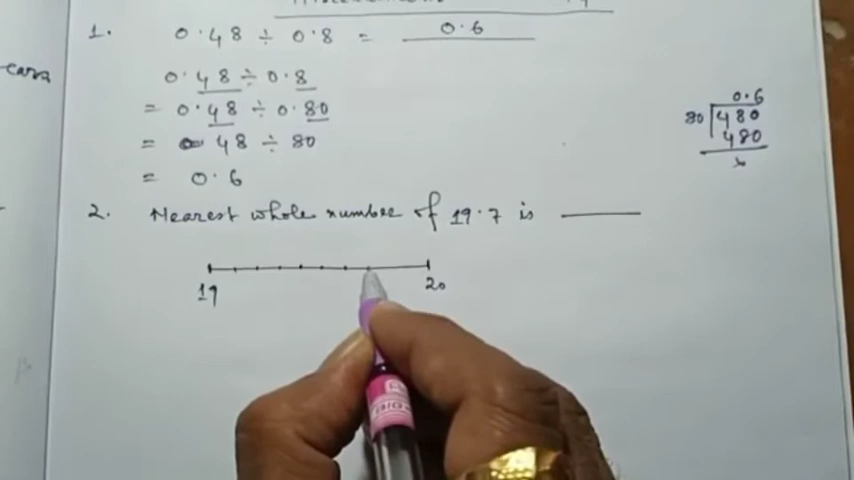 1. 0.48 ÷ 0.8 = 0.6
0.48 ÷ 0.8
= 0.48 ÷ 0.80
= 48 ÷ 80
= 0.6
0.6
80 480
480
x
2. Nearest whole number of 19.7 is
19 20